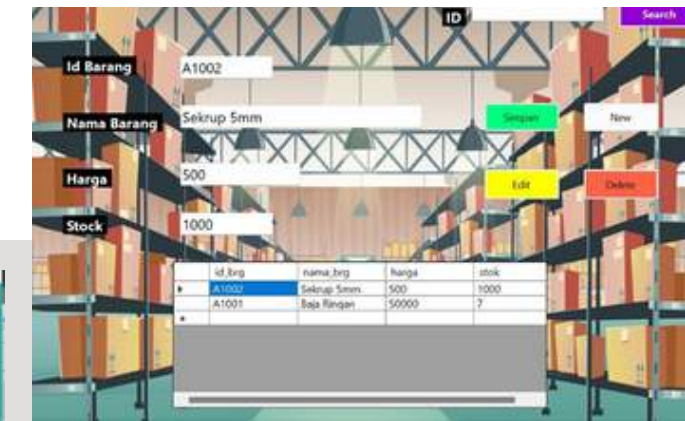 ID Search
Id Barang A1002
Nama Barang Sekrup 5mm Simpan New
Harga 500 Edit Delete
Stock 1000
id_brg nama_brg harga stok
A1002 Sekrup 5mm 500 1000
A1001 Baja Ringan 50000 7